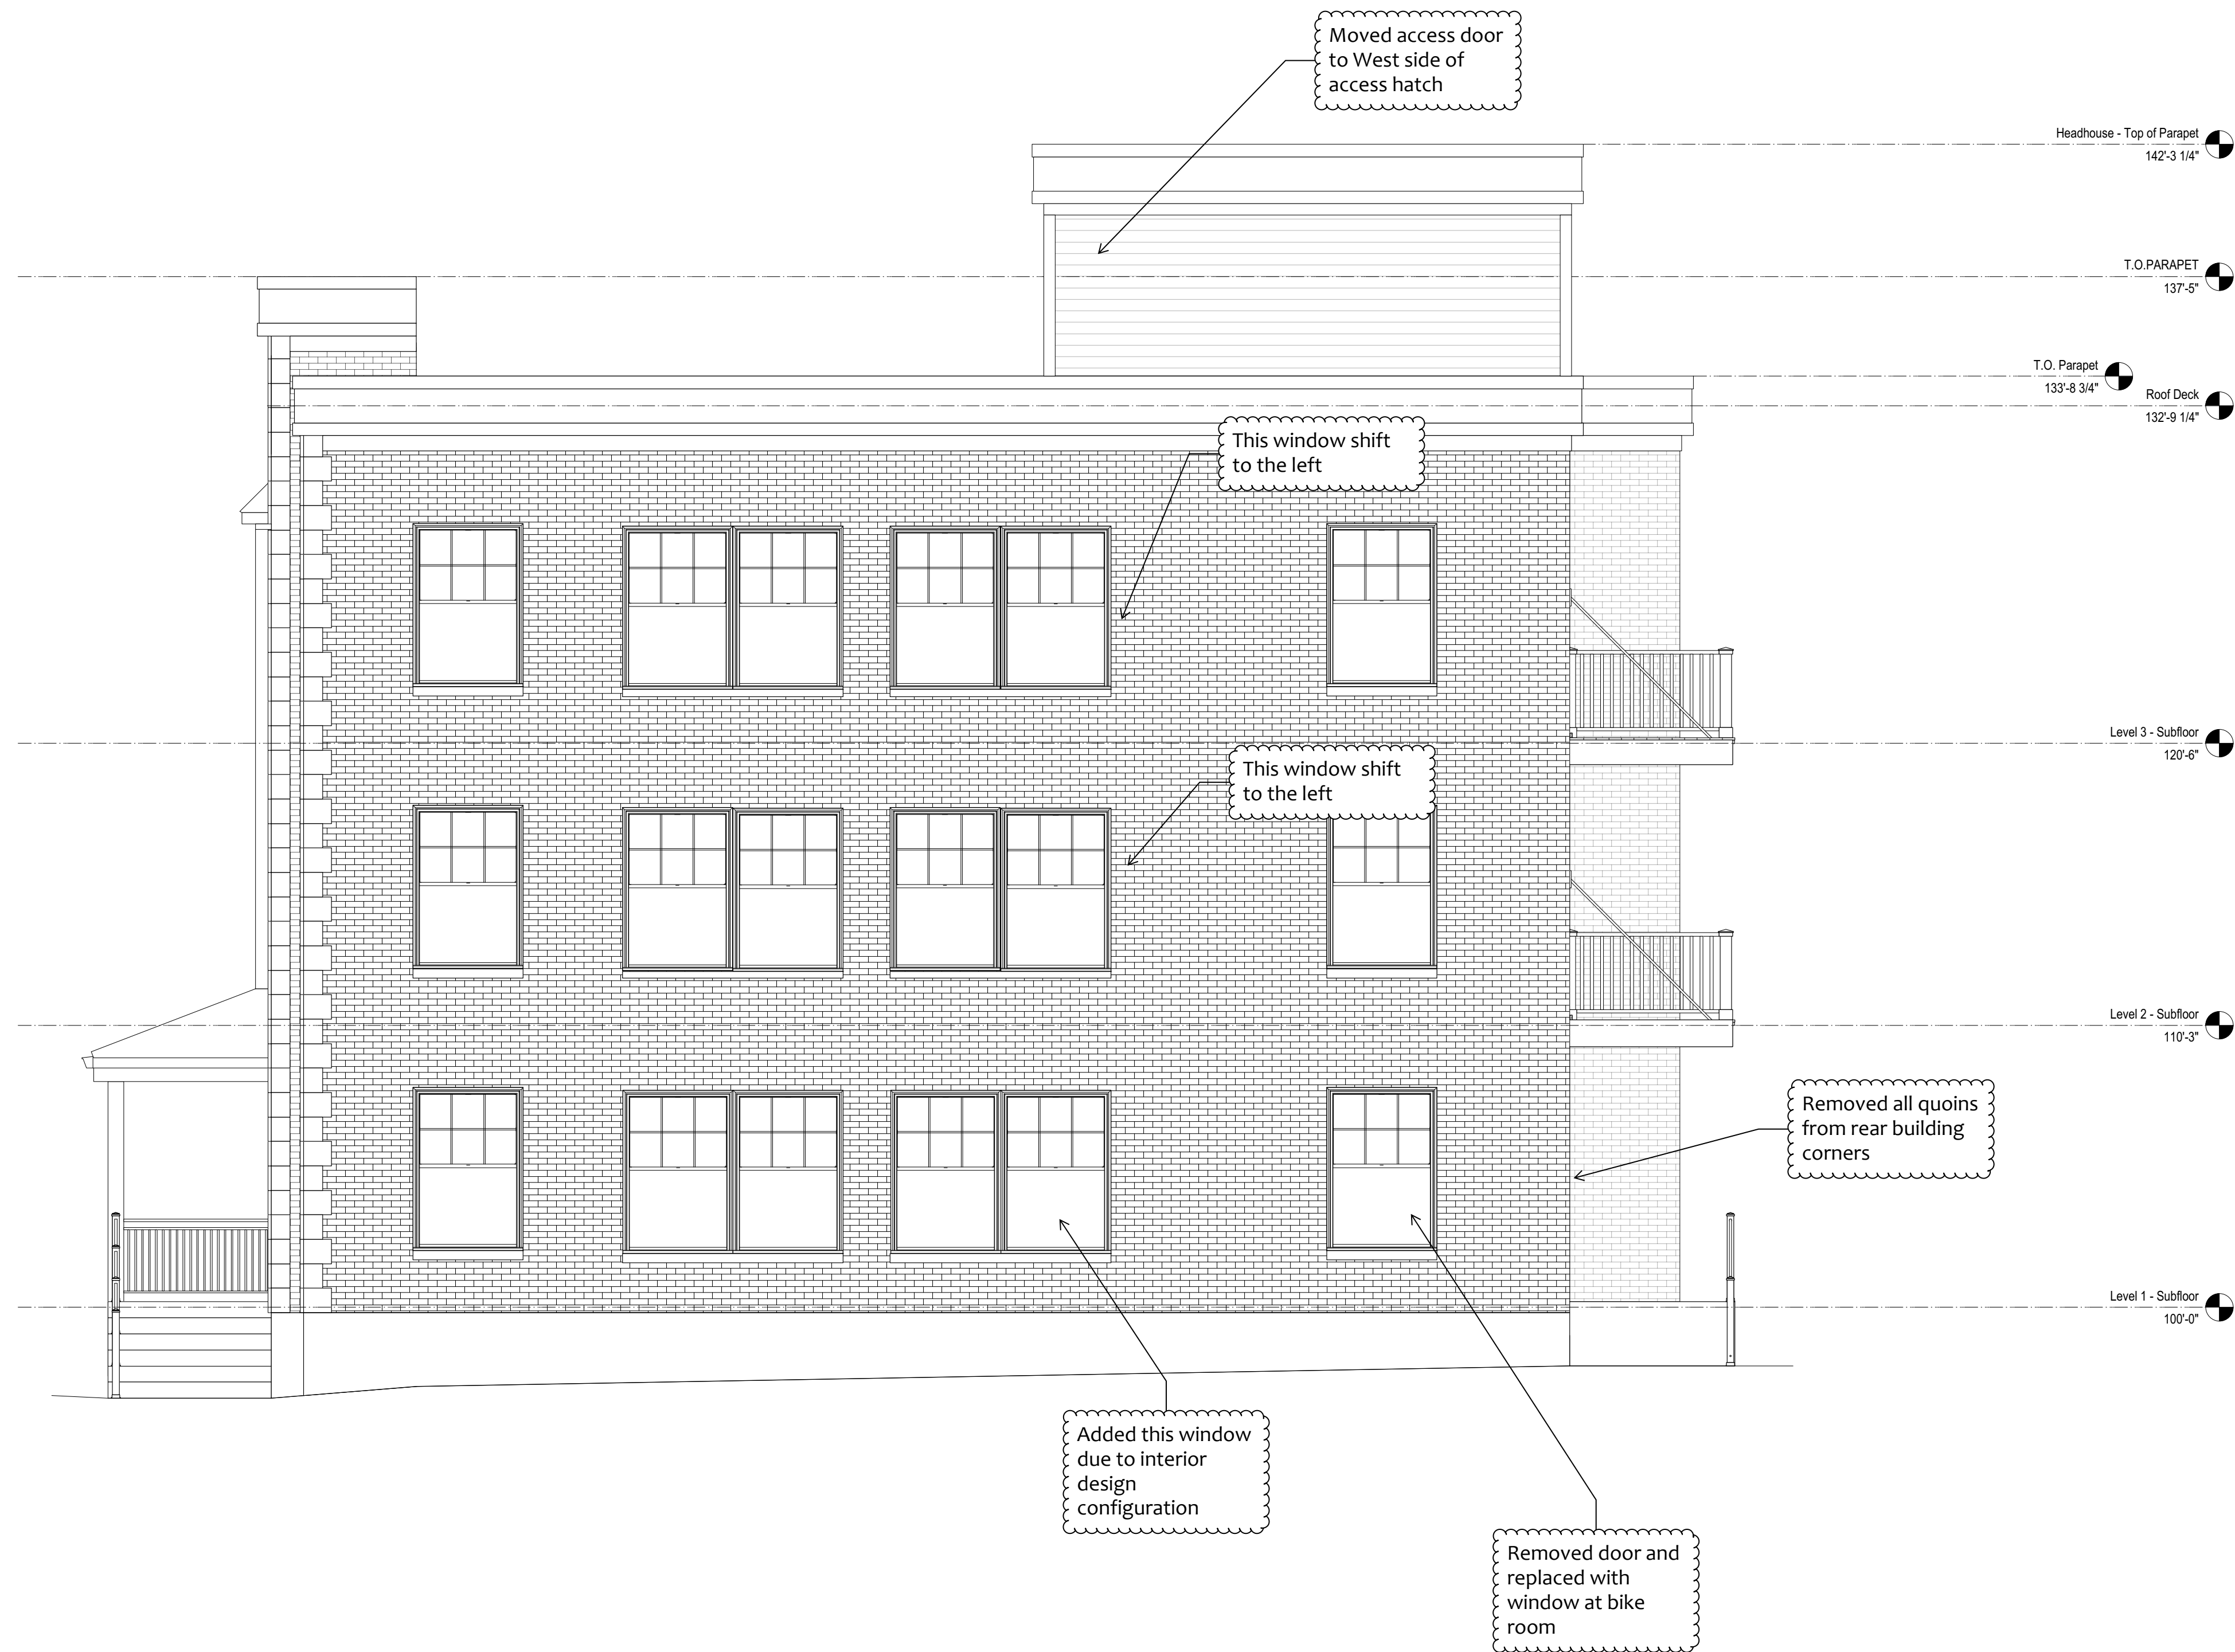 Moved access door
to West side of
access hatch
Headhouse - Top of Parapet
142'-3 1/4"
T.O.PARAPET
137'-5"
T.O. Parapet
133'-8 3/4"
Roof Deck
132'-9 1/4"
This window shift
to the left
Level 3 - Subfloor
120'-6"
This window shift
to the left
Level 2 - Subfloor
110'-3"
Removed all quoins
from rear building
corners
Level 1 - Subfloor
100'-0"
Added this window
due to interior
design
configuration
Removed door and
replaced with
window at bike
room